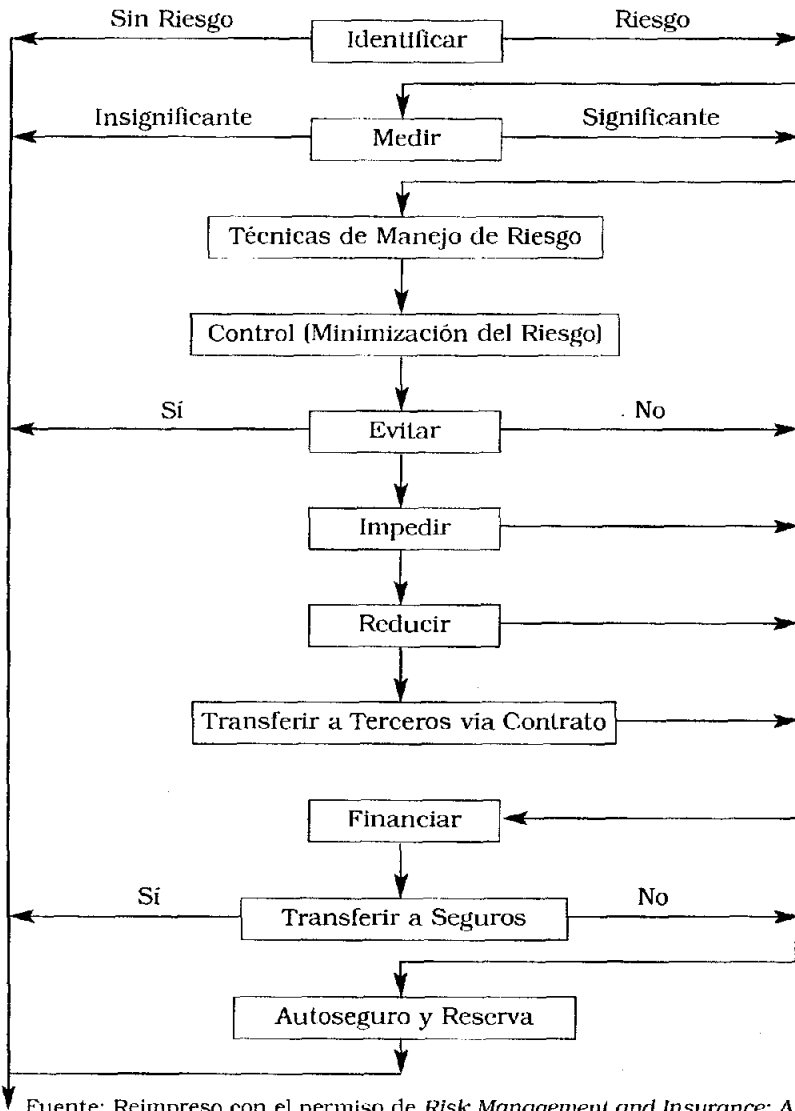 Sin Riesgo Identificar Riesgo
Insignificante Medir Significante
Técnicas de Manejo de Riesgo
Control (Minimización del Riesgo)
Sí Evitar No
Impedir
Reducir
Transferir a Terceros via Contrato
Financiar
Sí Transferir a Seguros No
Autoseguro y Reserva
Fuente: Reimpreso con el permiso de Risk Management and Insurance: A